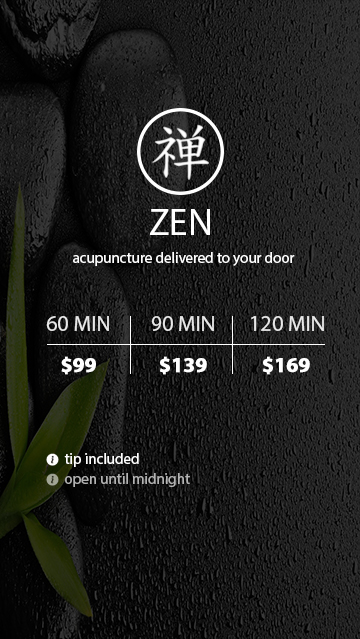 禅
ZEN
acupuncture delivered to your door
60 MIN 90 MIN 120 MIN
$99 $139 $169
i tip included
i open until midnight